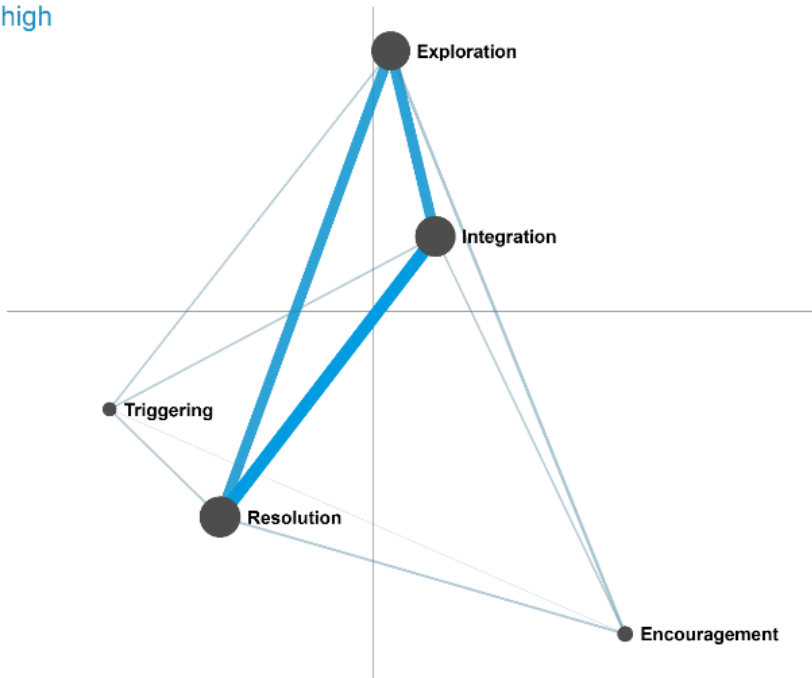 high
Exploration
Integration
Triggering
Resolution
Encouragement